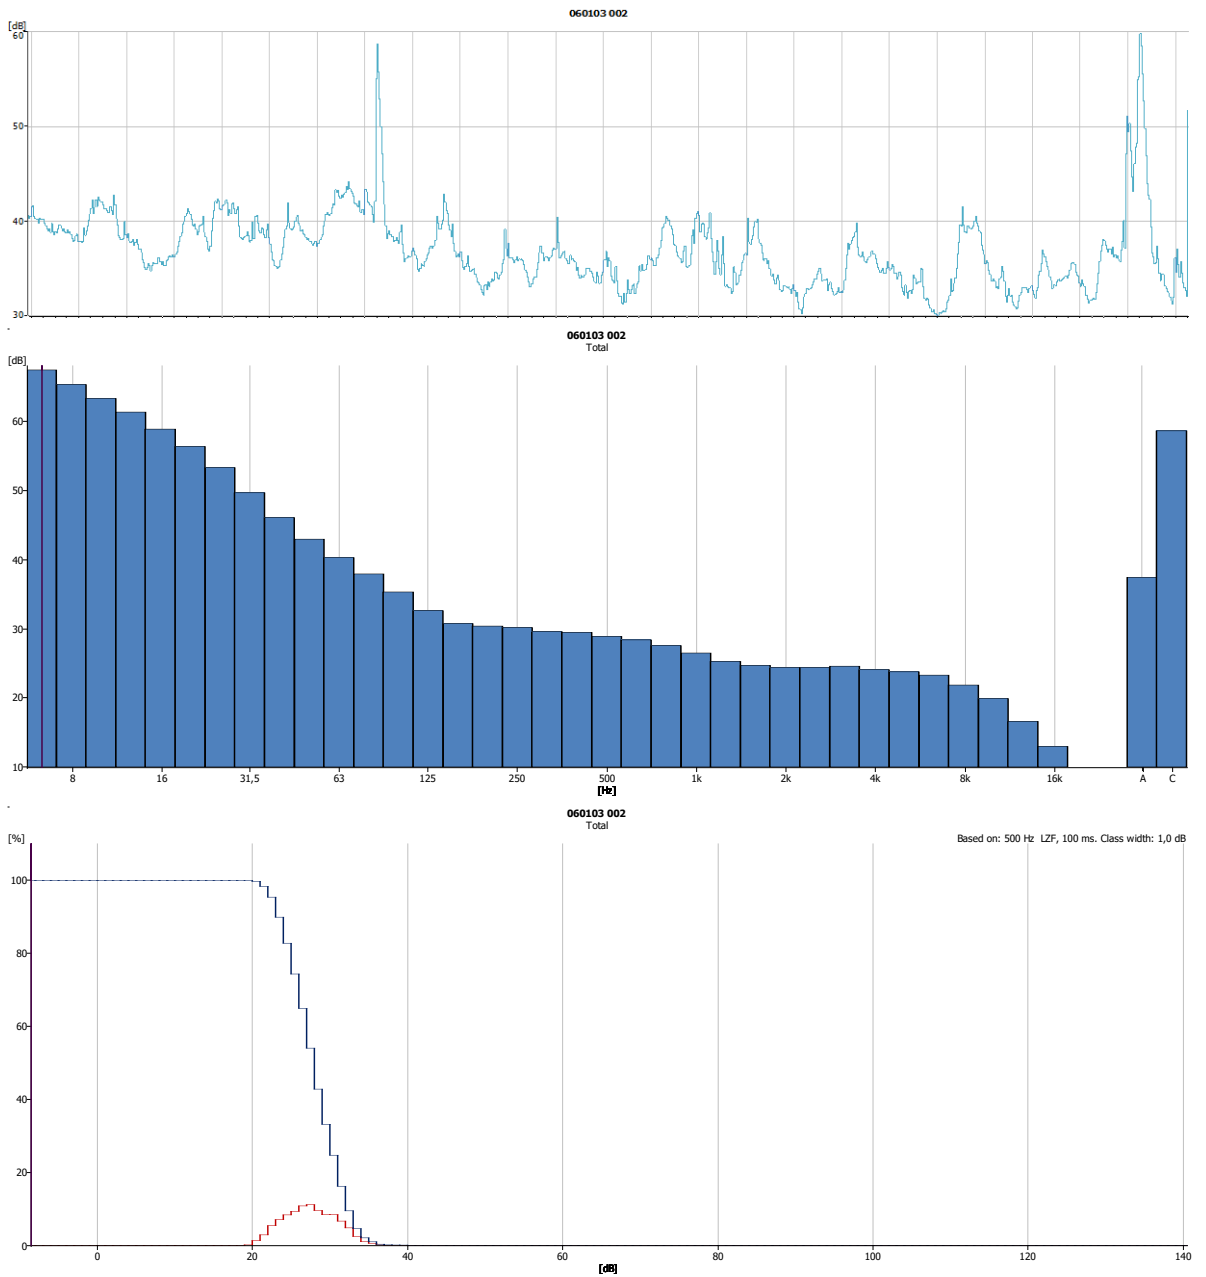 060103 002
[dB]
60
50
40
30
060103 002
Total
[dB]
60
50
40
30
20
10
8 16 31,5 63 125 250 500 1k 2k 4k 8k 16k A C
[Hz]
060103 002
Total
[%] Based on: 500 Hz LZF, 100 ms. Class width: 1,0 dB
100
80
60
40
20
0
0 20 40 60 80 100 120 140
[dB]